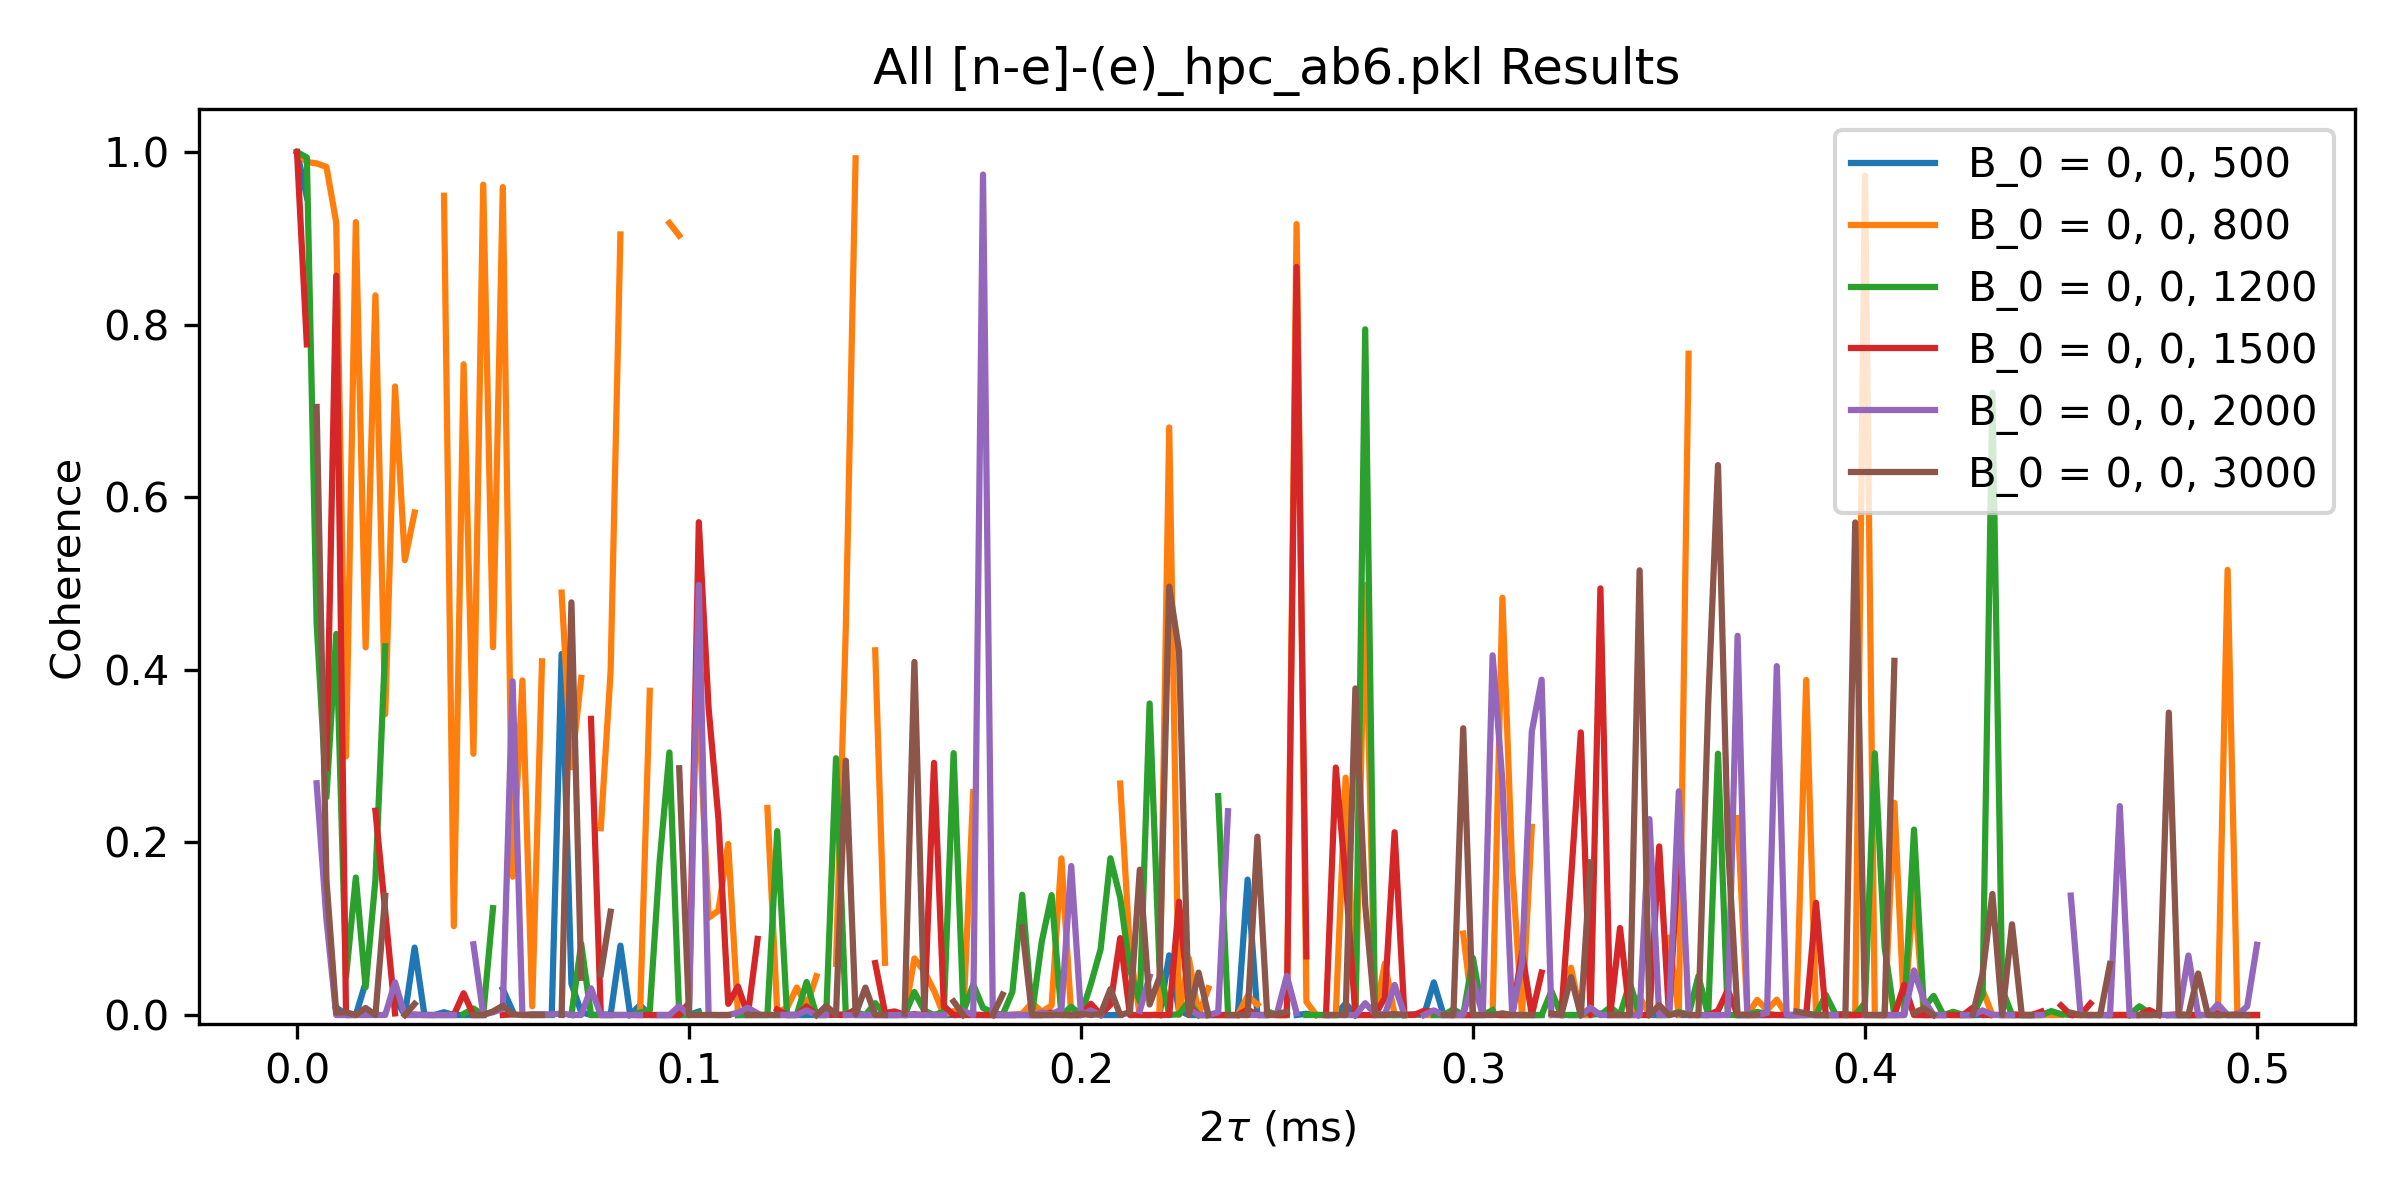 All [n-e]-(e)_hpc_ab6.pkl Results
Coherence
1.0
0.8
0.6
0.4
0.2
0.0
B_0 = 0, 0, 500
B_0 = 0, 0, 800
B_0 = 0, 0, 1200
B_0 = 0, 0, 1500
B_0 = 0, 0, 2000
B_0 = 0, 0, 3000
0.0 0.1 0.2 0.3 0.4 0.5
2τ (ms)